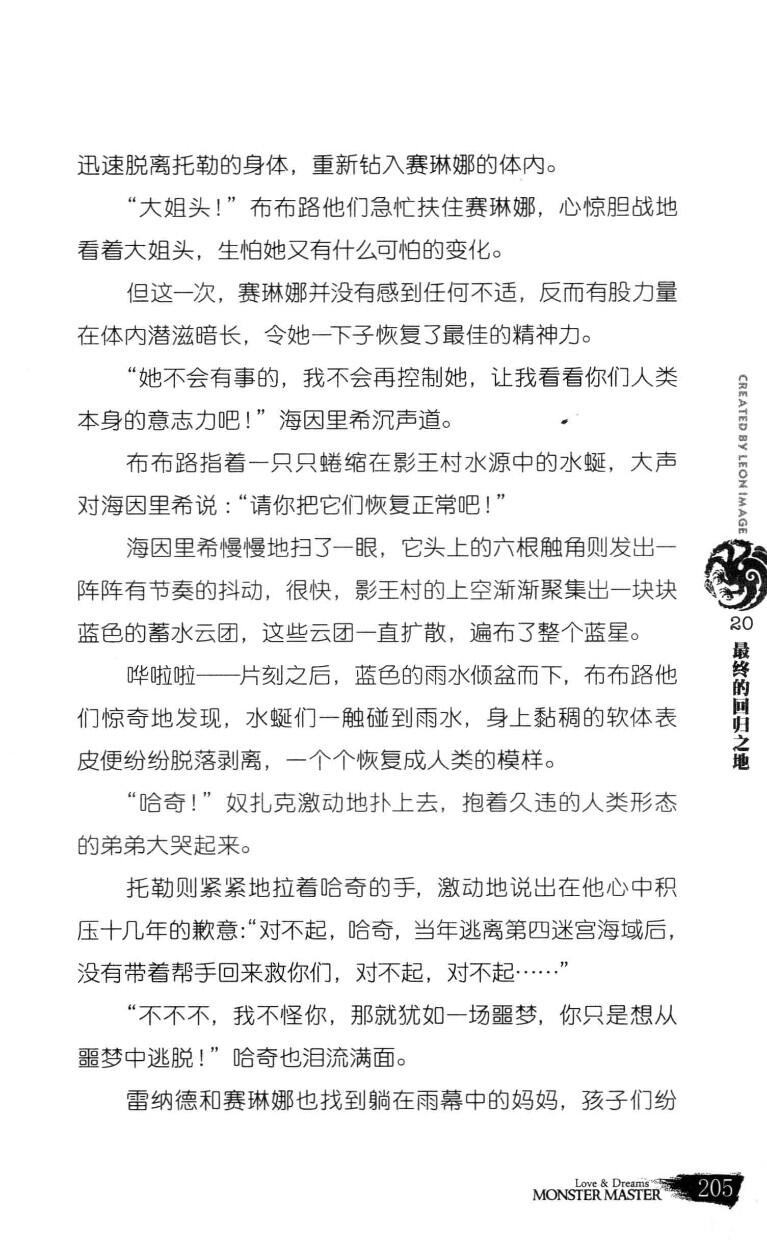 迅速脱离托勒的身体，重新钻入赛琳娜的体内。
“大姐头！”布布路他们急忙扶住赛琳娜，心惊胆战地
看着大姐头，生怕她又有什么可怕的变化。
但这一次，赛琳娜并没有感到任何不适，反而有股力量
在体内潜滋暗长，令她一下子恢复了最佳的精神力。
“她不会有事的，我不会再控制她，让我看看你们人类
本身的意志力吧！”海因里希沉声道。
布布路指着一只只蜷缩在影王村水源中的水蜒，大声
对海因里希说：“请你把它们恢复正常吧！”
海因里希慢慢地扫了一眼，它头上的六根触角则发出一
阵阵有节奏的抖动，很快，影王村的上空渐渐聚集出一块块
蓝色的蓄水云团，这些云团一直扩散，遍布了整个蓝星。
哗啦啦——片刻之后，蓝色的雨水倾盆而下，布布路他
们惊奇地发现，水蜒们一触碰到雨水，身上黏稠的软体表
皮便纷纷脱落剥离，一个个恢复成人类的模样。
“哈奇！”奴扎克激动地扑上去，抱着久违的人类形态
的弟弟大哭起来。
托勒则紧紧地拉着哈奇的手，激动地说出在他心中积
压十几年的歉意：“对不起，哈奇，当年逃离第四迷宫海域后，
没有带着帮手回来救你们，对不起，对不起……”
“不不不，我不怪你，那就犹如一场噩梦，你只是想从
噩梦中逃脱！”哈奇也泪流满面。
雷纳德和赛琳娜也找到躺在雨幕中的妈妈，孩子们纷
CREATED BY LEON IMAGE
20
最终的回归之地
Love & Dreams
MONSTER MASTER
205